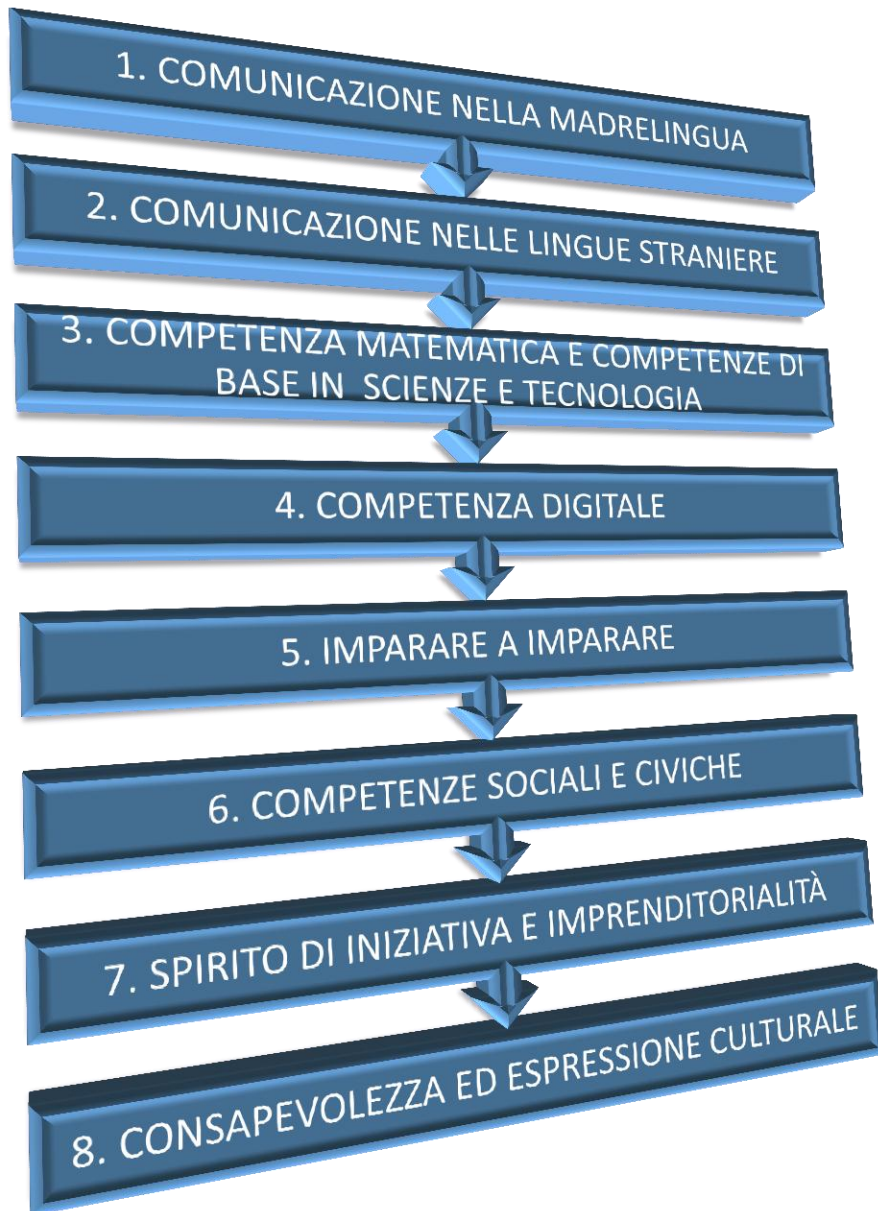 1. COMUNICAZIONE NELLA MADRELINGUA
2. COMUNICAZIONE NELLE LINGUE STRANIERE
3. COMPETENZA MATEMATICA E COMPETENZE DI
BASE IN SCIENZE E TECNOLOGIA
4. COMPETENZA DIGITALE
5. IMPARARE A IMPARARE
6. COMPETENZE SOCIALI E CIVICHE
7. SPIRITO DI INIZIATIVA E IMPRENDITORIALITÀ
8. CONSAPEVOLEZZA ED ESPRESSIONE CULTURALE